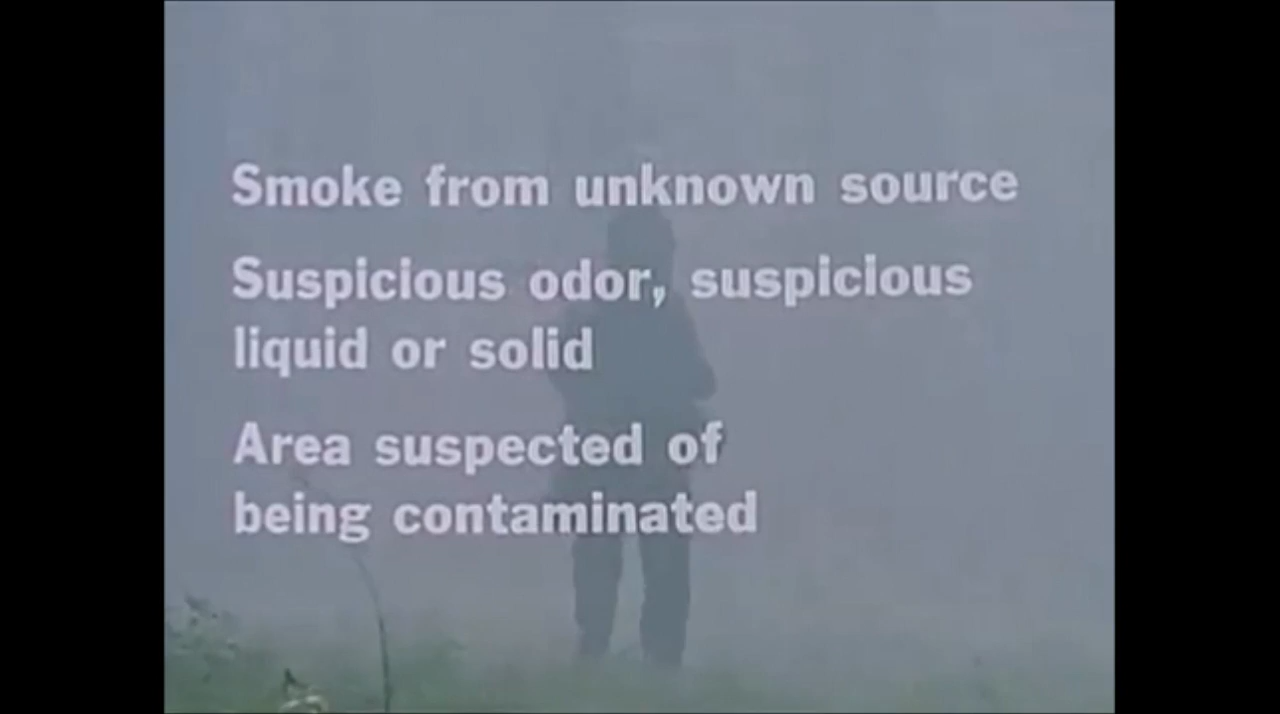 Smoke from unknown source
Suspicious odor, suspicious
liquid or solid
Area suspected of
being contaminated